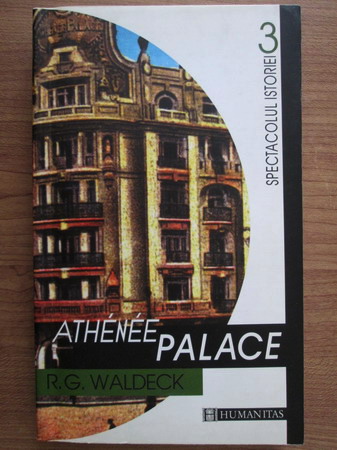 SPECTACOLUL ISTORIEI 3
ATHÉNÉE
PALACE
R.G. WALDECK
H HUMANITAS